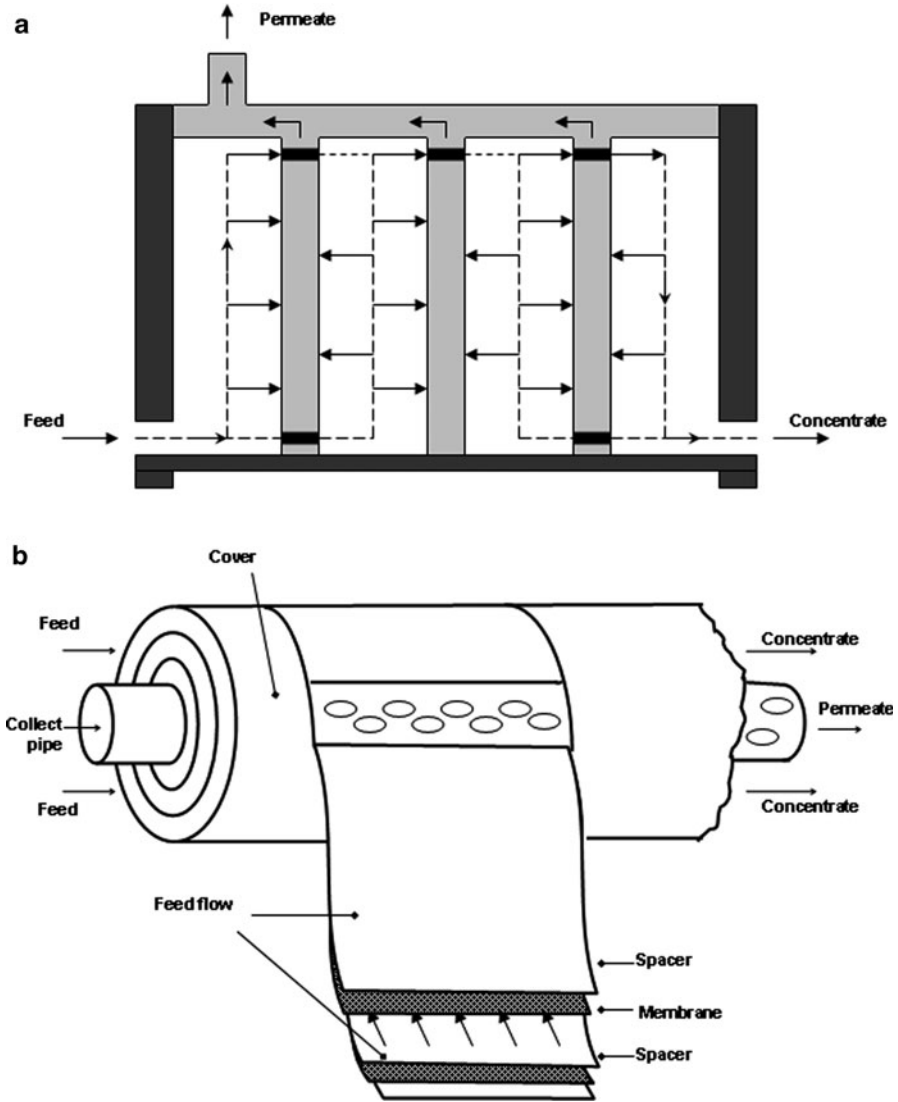 a
Permeate
Feed
Concentrate
b
Cover
Feed
Concentrate
Collect
pipe
Permeate
Feed
Concentrate
Feed flow
Spacer
Membrane
Spacer